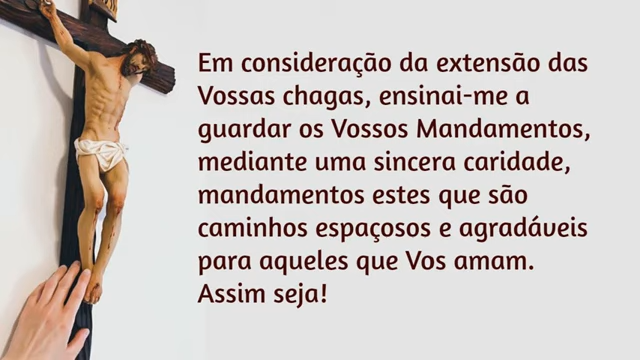 Em consideração da extensão das
Vossas chagas, ensinai-me a
guardar os Vossos Mandamentos,
mediante uma sincera caridade,
mandamentos estes que são
caminhos espaçosos e agradáveis
para aqueles que Vos amam.
Assim seja!